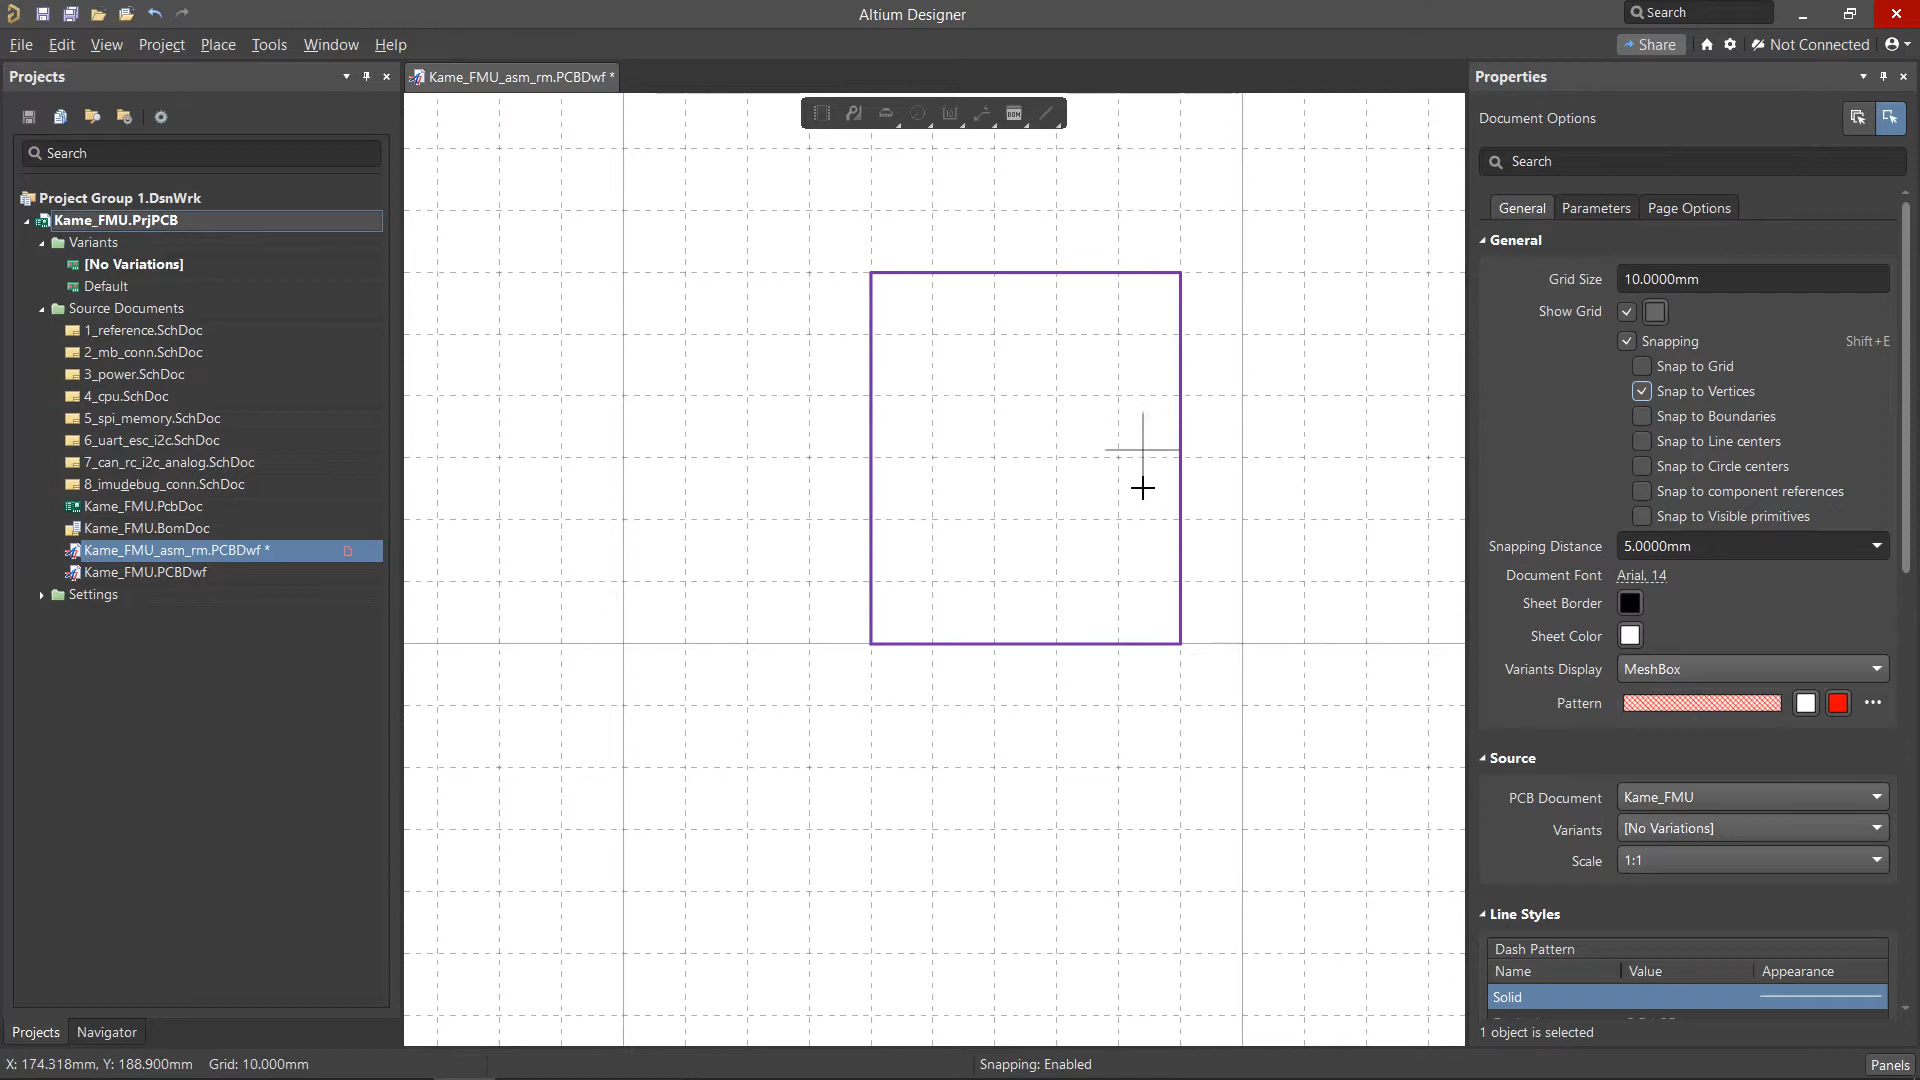 Altium Designer
Search
File Edit View Project Place Tools Window Help
Share
Not Connected
Projects
Search
Project Group 1.DsnWrk
Kame_FMU.PrjPCB
Variants
[No Variations]
Default
Source Documents
1_reference.SchDoc
2_mb_conn.SchDoc
3_power.SchDoc
4_cpu.SchDoc
5_spi_memory.SchDoc
6_uart_esc_i2c.SchDoc
7_can_rc_i2c_analog.SchDoc
8_imudebug_conn.SchDoc
Kame_FMU.PcbDoc
Kame_FMU.BomDoc
Kame_FMU_asm_rm.PCBDwf *
Kame_FMU.PCBDwf
Settings
Projects Navigator
Kame_FMU_asm_rm.PCBDwf *
BOM
Properties
Document Options
Search
General Parameters Page Options
General
Grid Size 10.0000mm
Show Grid
Snapping Shift+E
Snap to Grid
Snap to Vertices
Snap to Boundaries
Snap to Line centers
Snap to Circle centers
Snap to component references
Snap to Visible primitives
Snapping Distance 5.0000mm
Document Font Arial, 14
Sheet Border
Sheet Color
Variants Display MeshBox
Pattern
Source
PCB Document Kame_FMU
Variants [No Variations]
Scale 1:1
Line Styles
Dash Pattern
Name Value Appearance
Solid
1 object is selected
X: 174.318mm, Y: 188.900mm Grid: 10.000mm
Snapping: Enabled
Panels